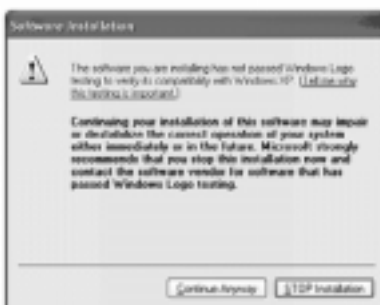 Software Installation
The software you are installing has not passed Windows Logo
testing to verify its compatibility with Windows XP. (Tell me why
this testing is important.)
Continuing your installation of this software may impair
or destabilize the correct operation of your system
either immediately or in the future. Microsoft strongly
recommends that you stop this installation now and
contact the software vendor for software that has
passed Windows Logo testing.
Continue Anyway
STOP Installation